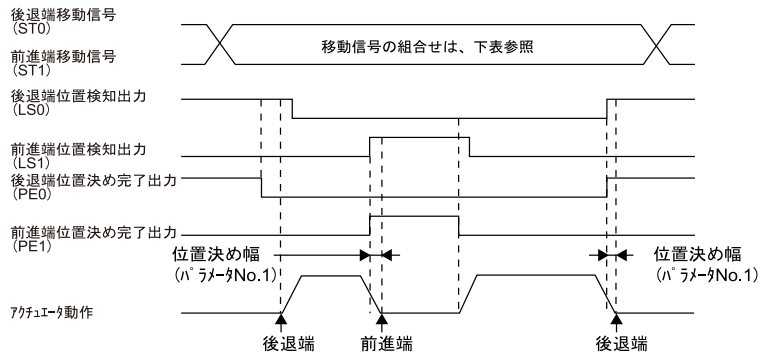 後退端移動信号
(ST0)
移動信号の組合せは、下表参照
前進端移動信号
(ST1)
後退端位置検知出力
(LS0)
前進端位置検知出力
(LS1)
後退端位置決め完了出力
(PE0)
前進端位置決め完了出力
(PE1)
位置決め幅
(ﾊﾟﾗﾒｰﾀNo.1)
位置決め幅
(ﾊﾟﾗﾒｰﾀNo.1)
ｱｸﾁｭｴｰﾀ動作
後退端
前進端
後退端